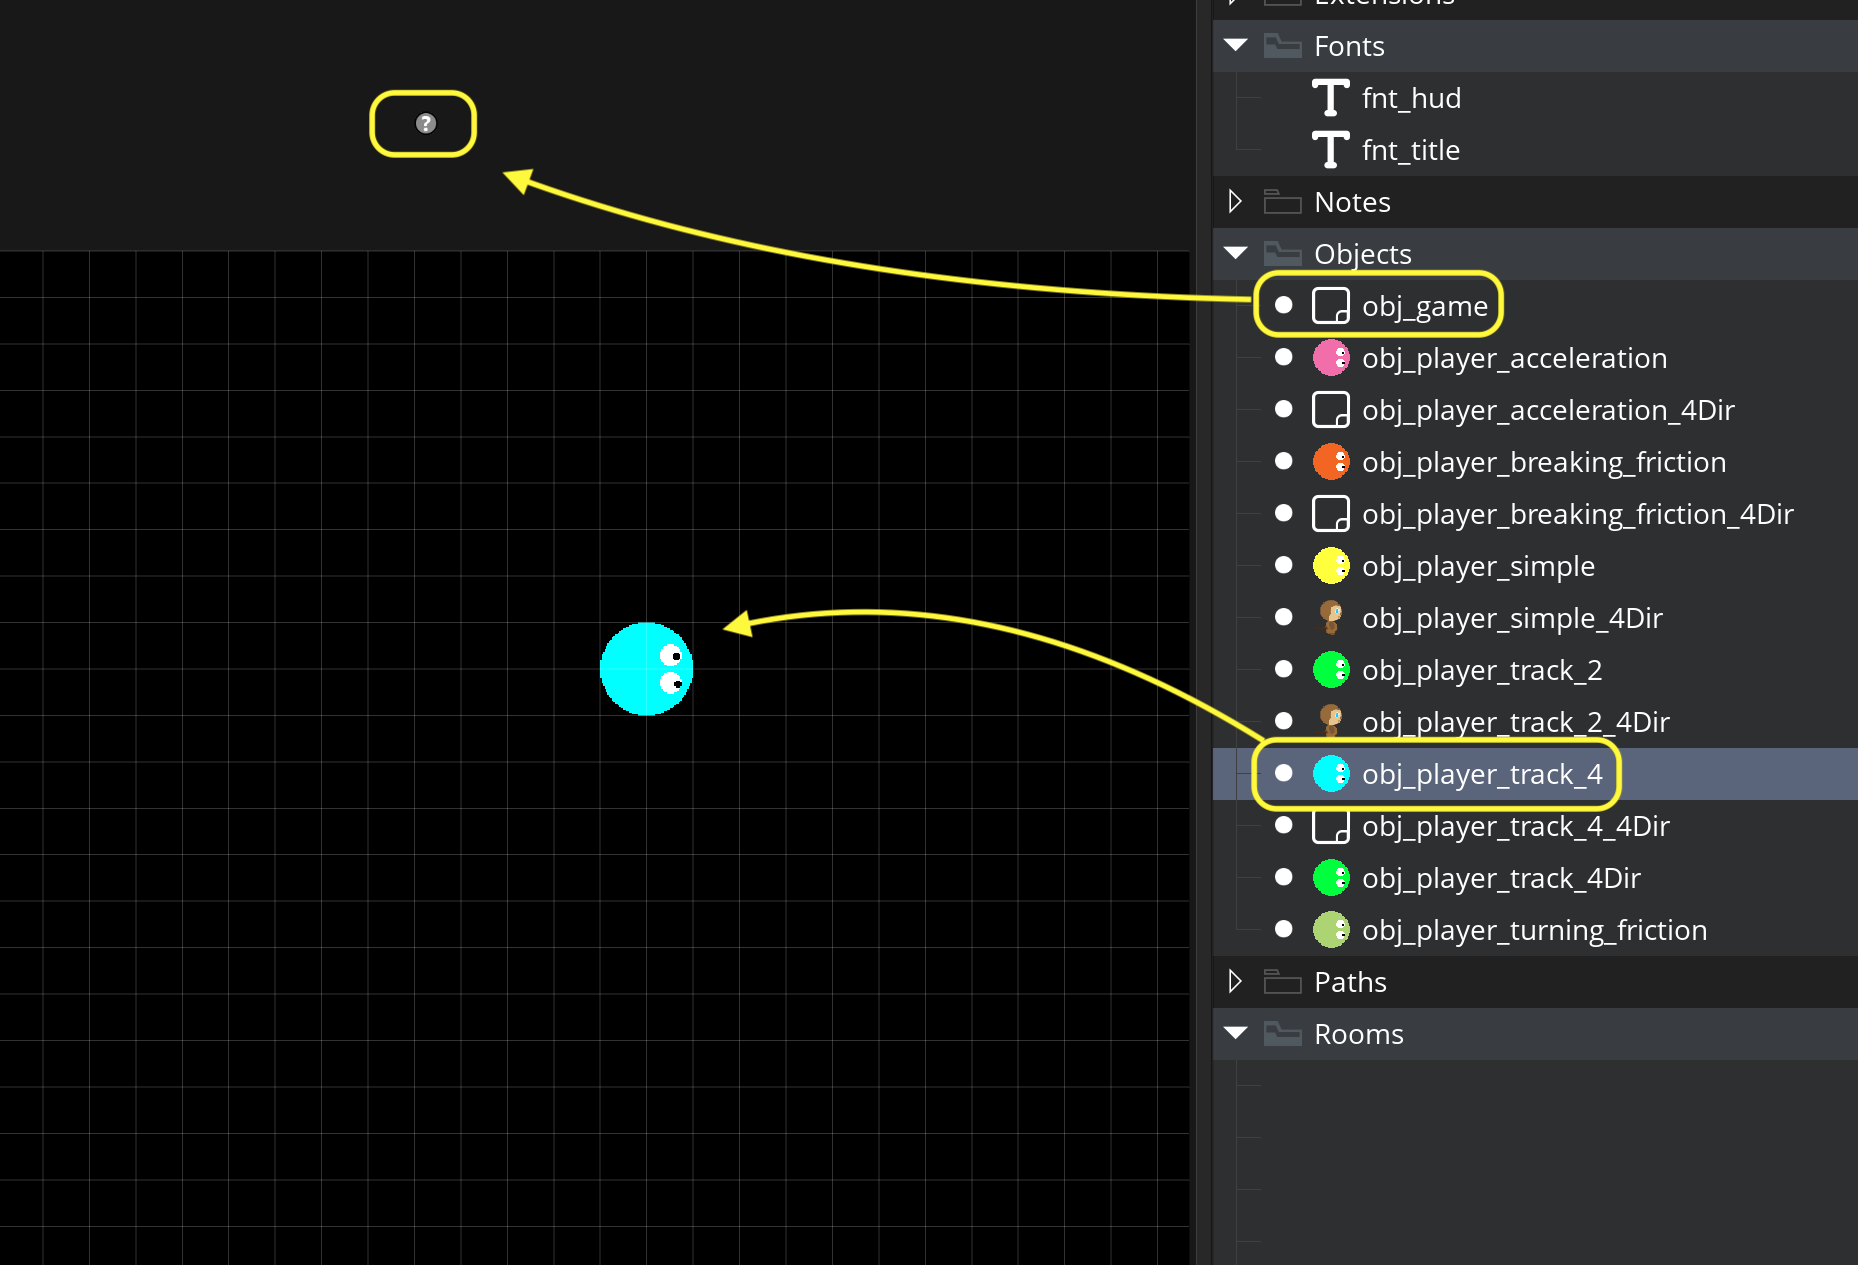 Extensions
Fonts
fnt_hud
fnt_title
Notes
Objects
obj_game
obj_player_acceleration
obj_player_acceleration_4Dir
obj_player_breaking_friction
obj_player_breaking_friction_4Dir
obj_player_simple
obj_player_simple_4Dir
obj_player_track_2
obj_player_track_2_4Dir
obj_player_track_4
obj_player_track_4_4Dir
obj_player_track_4Dir
obj_player_turning_friction
Paths
Rooms
?